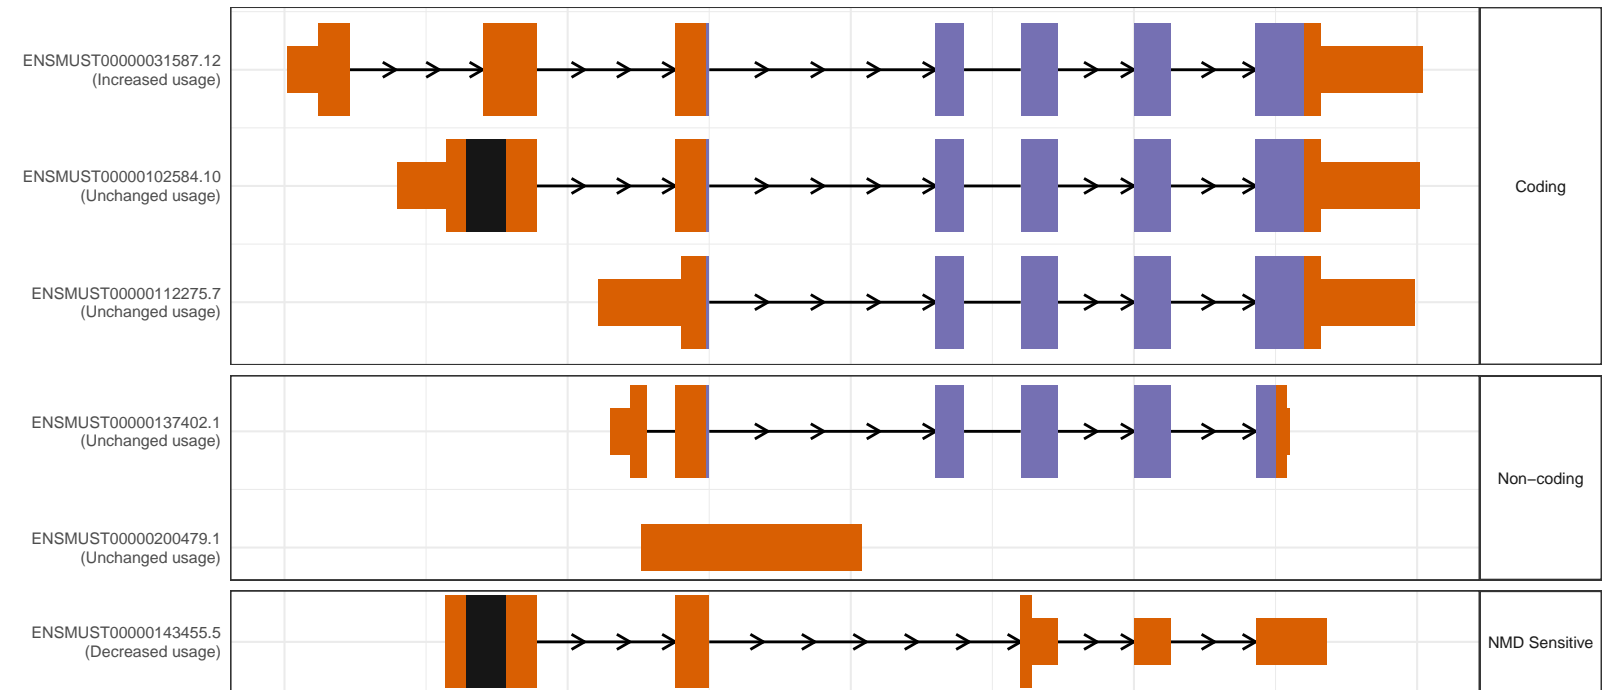 ENSMUST00000031587.12
(Increased usage)
ENSMUST00000102584.10
(Unchanged usage)
Coding
ENSMUST00000112275.7
(Unchanged usage)
ENSMUST00000137402.1
(Unchanged usage)
Non−coding
ENSMUST00000200479.1
(Unchanged usage)
ENSMUST00000143455.5
(Decreased usage)
NMD Sensitive